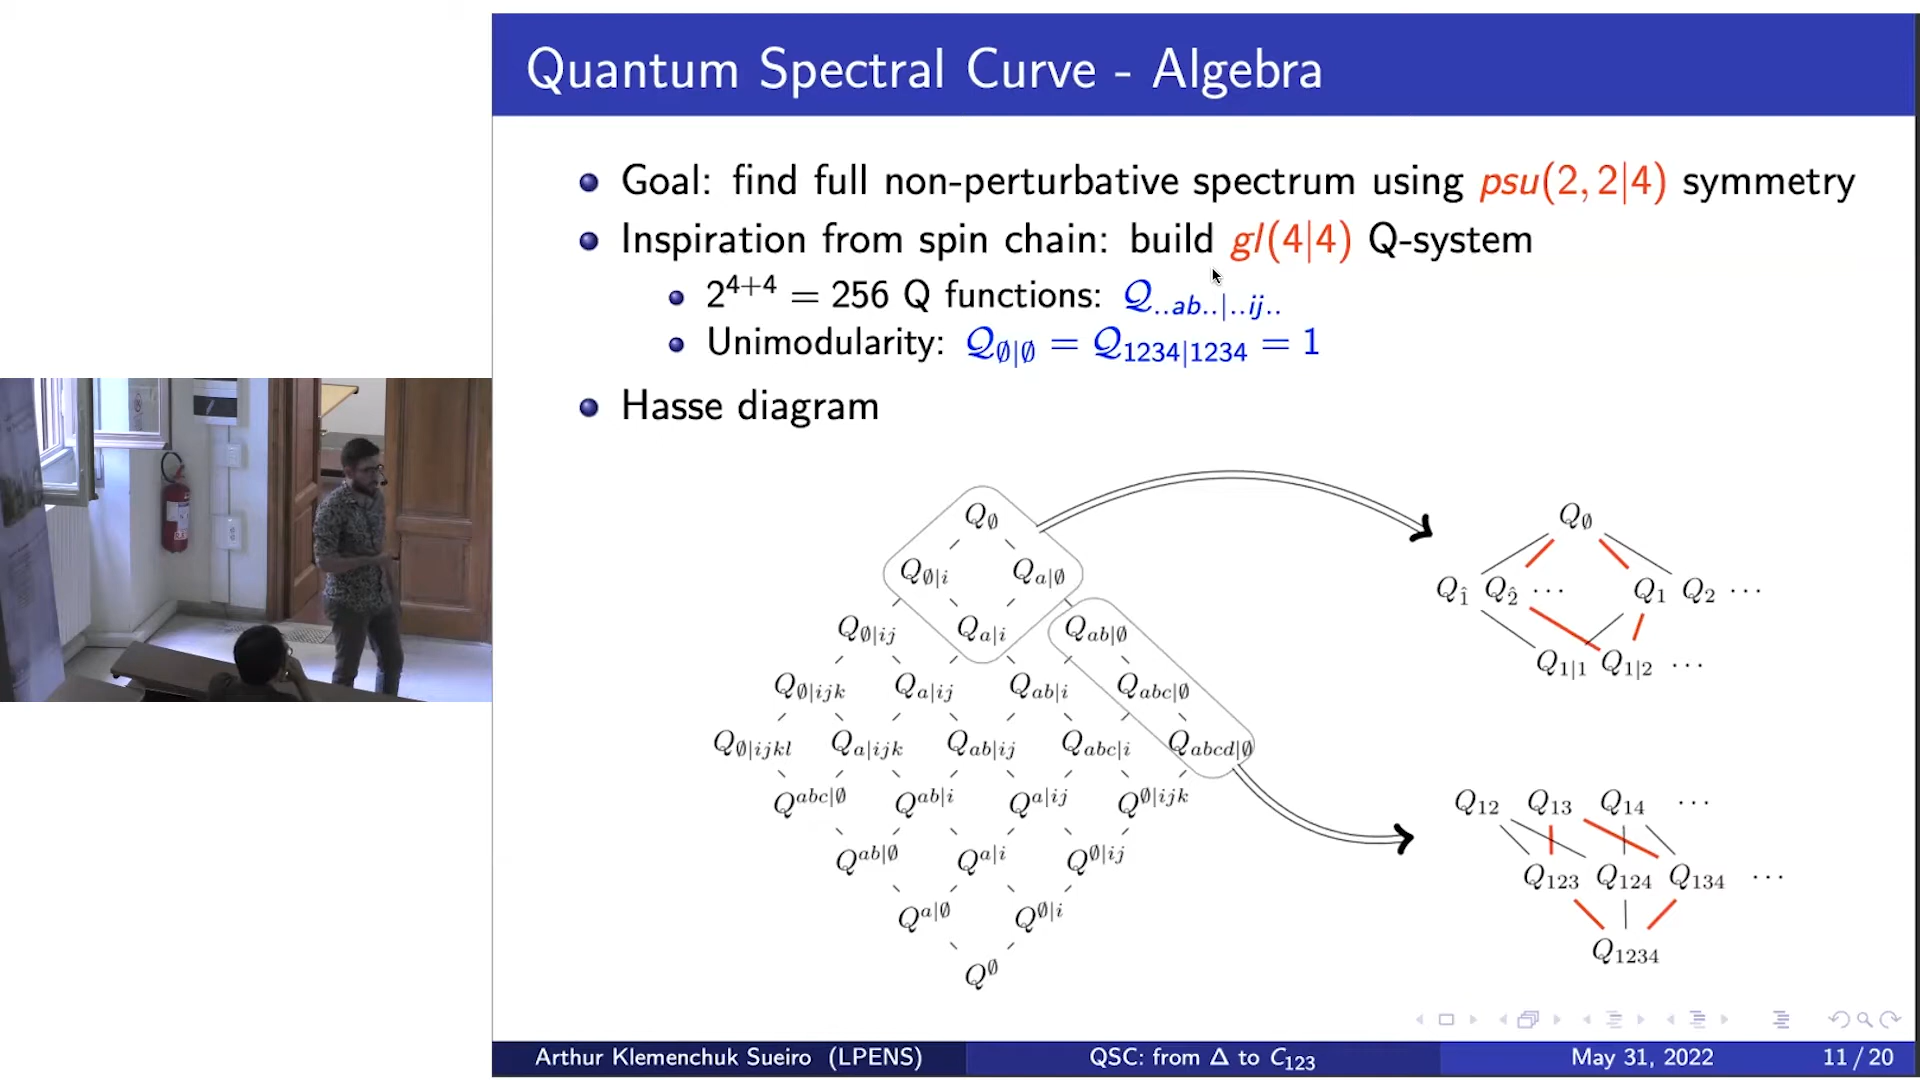 Quantum Spectral Curve - Algebra
Goal: find full non-perturbative spectrum using psu(2, 2|4) symmetry
Inspiration from spin chain: build gl(4|4) Q-system
2^{4+4} = 256 Q functions: 𝒬_{..ab..|..ij..}
Unimodularity: 𝒬_{∅|∅} = 𝒬_{1234|1234} = 1
Hasse diagram
Q_∅
Q_{∅|i} Q_{a|∅}
Q_{∅|ij} Q_{a|i} Q_{ab|∅}
Q_{∅|ijk} Q_{a|ij} Q_{ab|i} Q_{abc|∅}
Q_{∅|ijkl} Q_{a|ijk} Q_{ab|ij} Q_{abc|i} Q_{abcd|∅}
Q^{abc|∅} Q^{ab|i} Q^{a|ij} Q^{∅|ijk}
Q^{ab|∅} Q^{a|i} Q^{∅|ij}
Q^{a|∅} Q^{∅|i}
Q^∅
Q_∅
Q_{1̂} Q_{2̂} ⋯ Q_1 Q_2 ⋯
Q_{1|1} Q_{1|2} ⋯
Q_{12} Q_{13} Q_{14} ⋯
Q_{123} Q_{124} Q_{134} ⋯
Q_{1234}
Arthur Klemenchuk Sueiro (LPENS) QSC: from Δ to C_{123} May 31, 2022 11 / 20